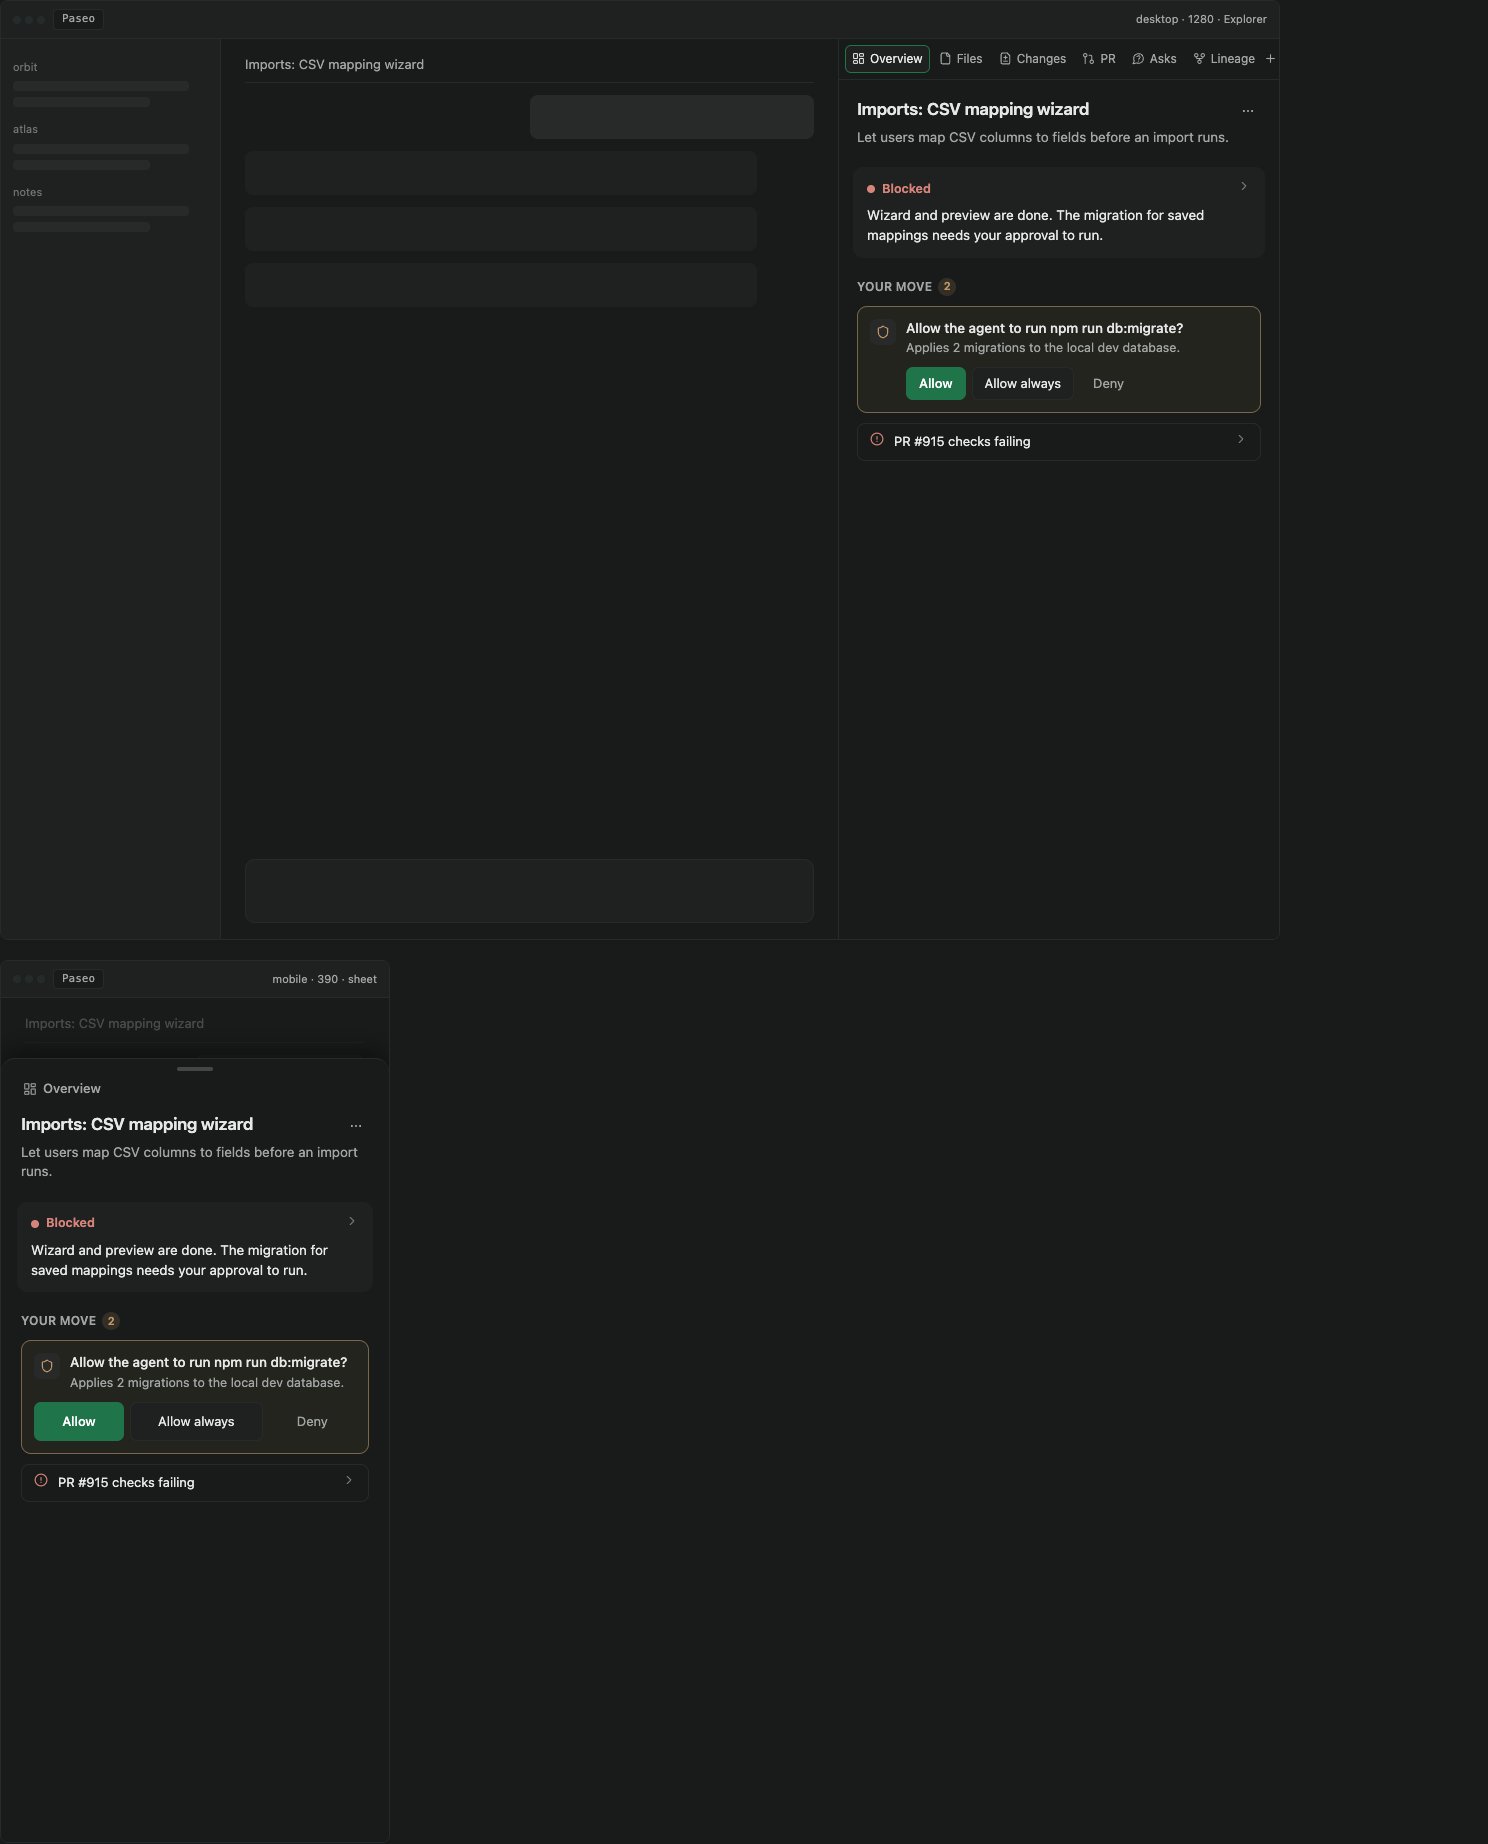 Paseo
desktop · 1280 · Explorer
orbit
atlas
notes
Imports: CSV mapping wizard
Overview
Files
Changes
PR
Asks
Lineage
+
Imports: CSV mapping wizard
...
Let users map CSV columns to fields before an import runs.
Blocked
Wizard and preview are done. The migration for saved
mappings needs your approval to run.
YOUR MOVE 2
Allow the agent to run npm run db:migrate?
Applies 2 migrations to the local dev database.
Allow
Allow always
Deny
PR #915 checks failing
Paseo
mobile · 390 · sheet
Imports: CSV mapping wizard
Overview
Imports: CSV mapping wizard
...
Let users map CSV columns to fields before an import
runs.
Blocked
Wizard and preview are done. The migration for
saved mappings needs your approval to run.
YOUR MOVE 2
Allow the agent to run npm run db:migrate?
Applies 2 migrations to the local dev database.
Allow
Allow always
Deny
PR #915 checks failing